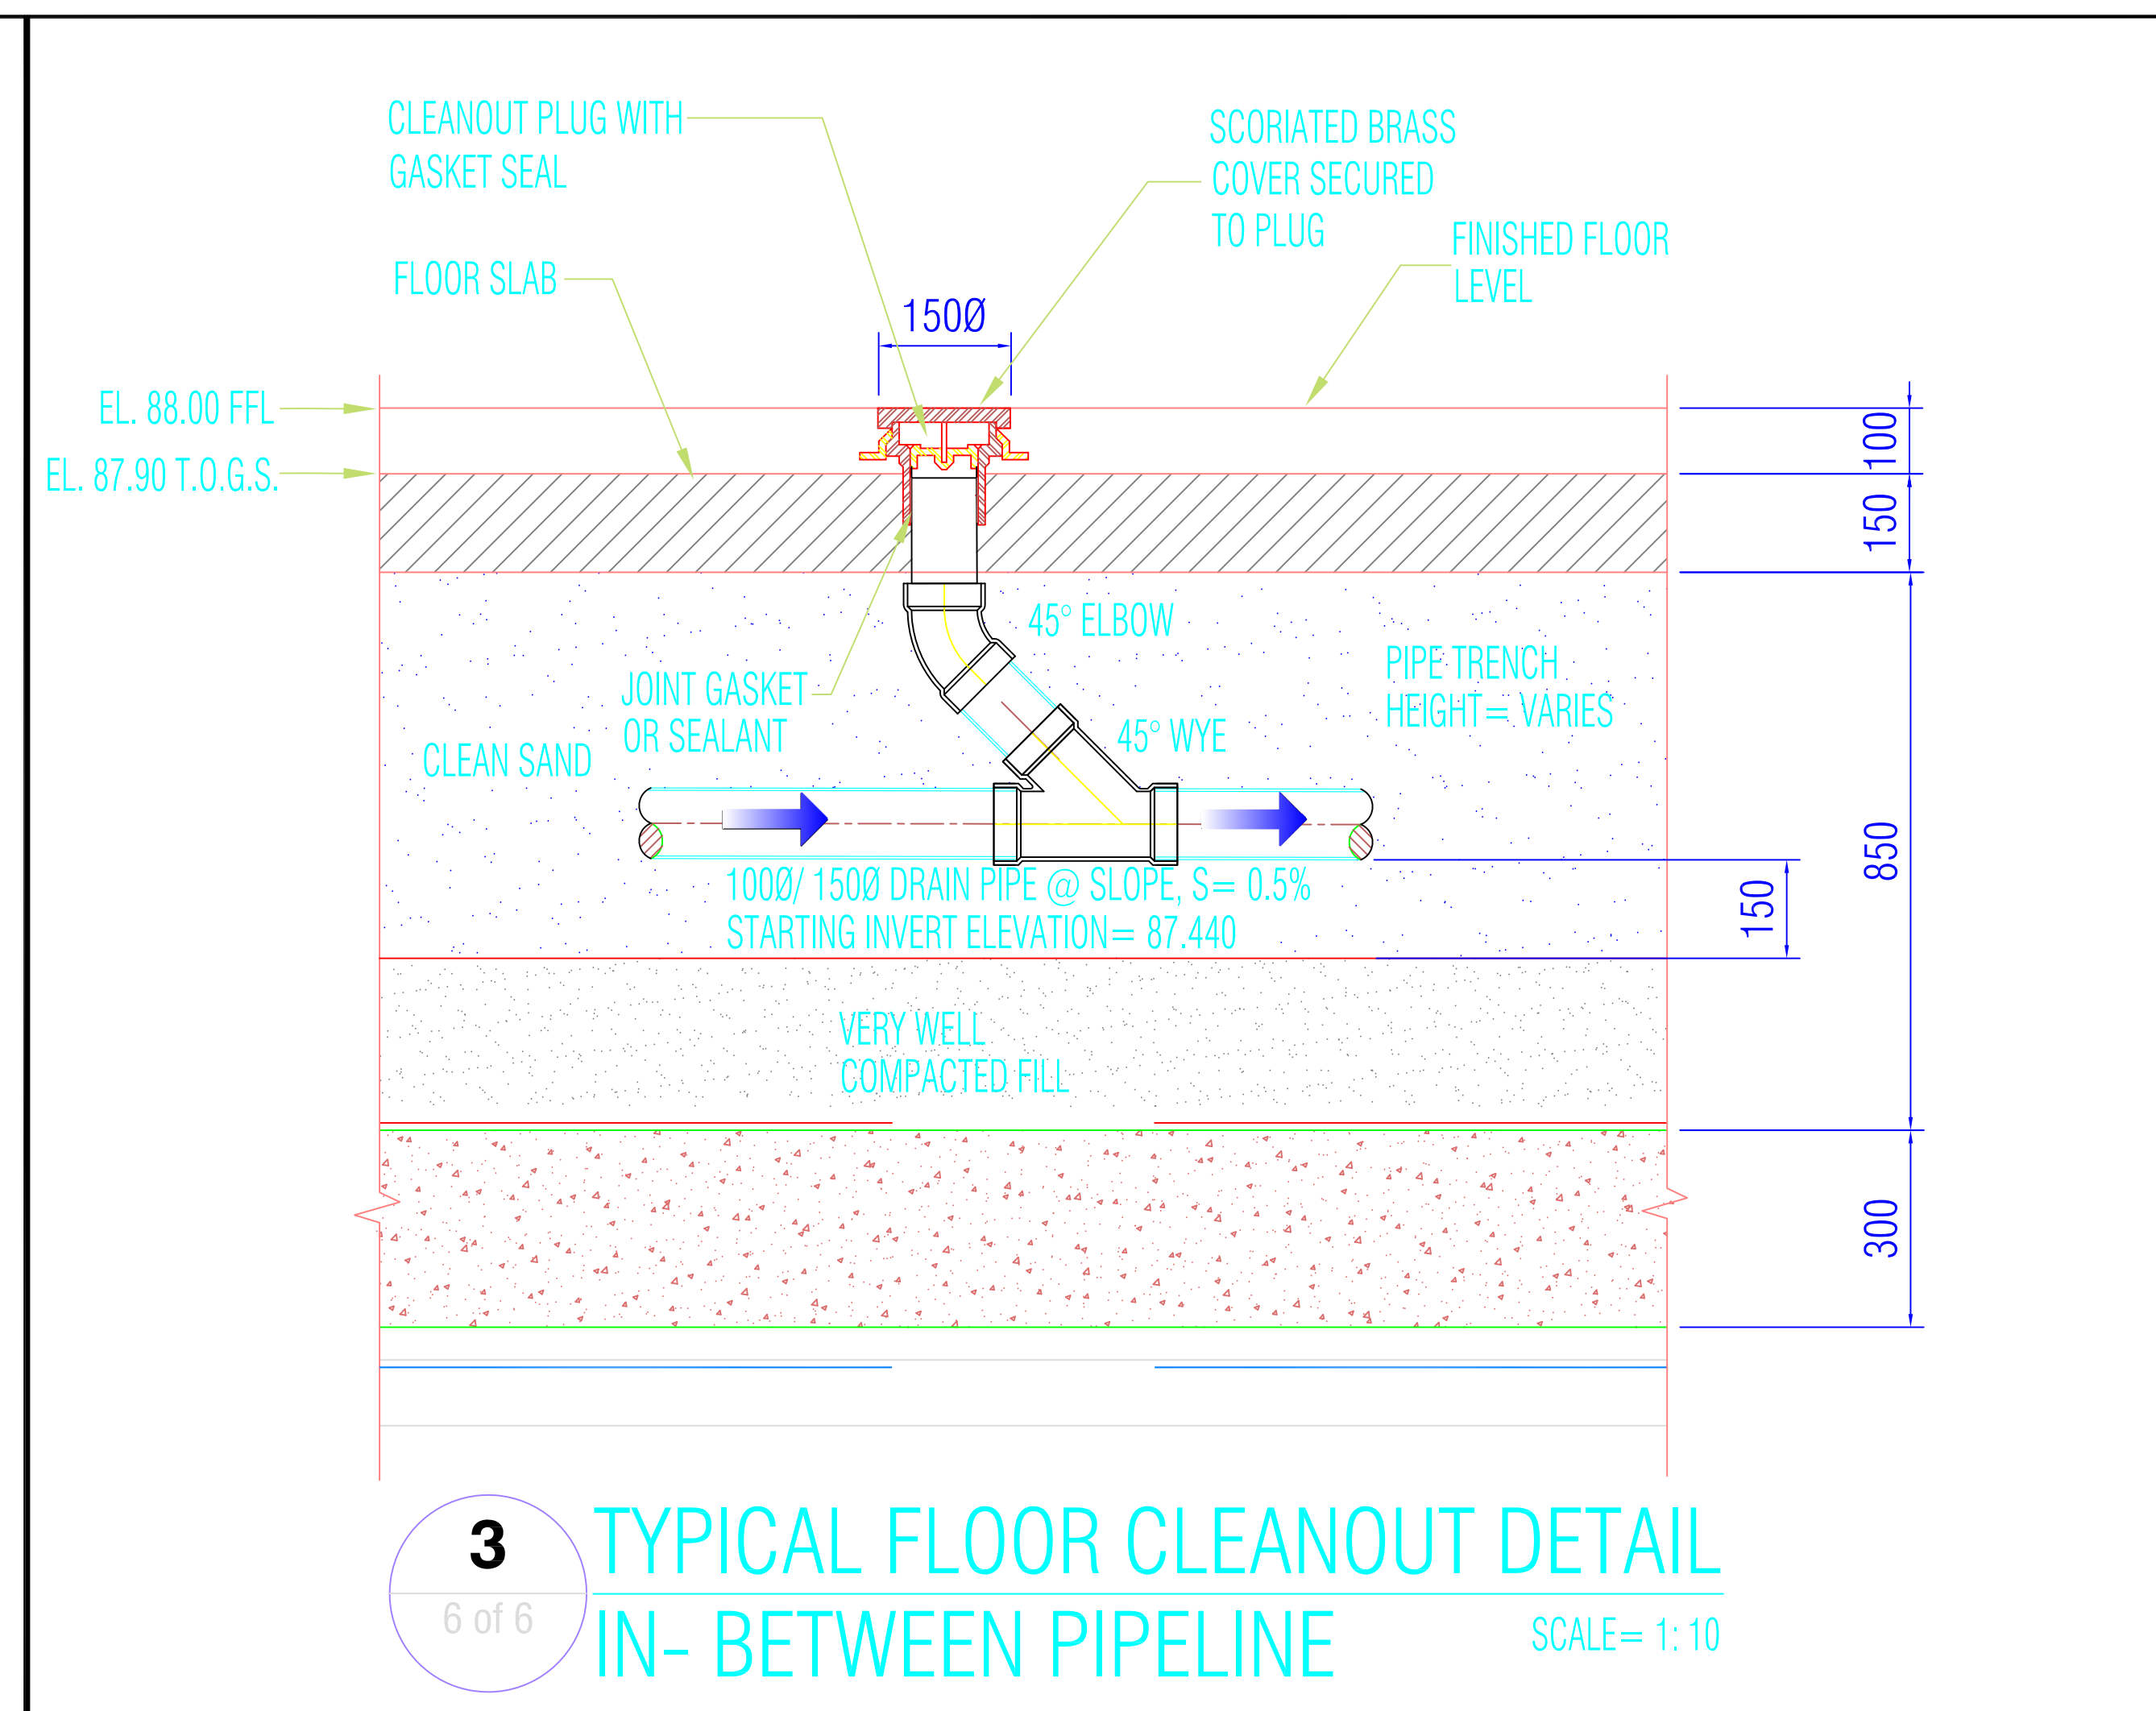 CLEANOUT PLUG WITH
GASKET SEAL
SCORIATED BRASS
COVER SECURED
TO PLUG
FINISHED FLOOR
LEVEL
FLOOR SLAB
150Ø
EL. 88.00 FFL
EL. 87.90 T.O.G.S.
100
150
45° ELBOW
PIPE TRENCH
HEIGHT= VARIES
JOINT GASKET
OR SEALANT
45° WYE
CLEAN SAND
100Ø/ 150Ø DRAIN PIPE @ SLOPE, S= 0.5%
STARTING INVERT ELEVATION= 87.440
850
150
VERY WELL
COMPACTED FILL
300
3
6 of 6
TYPICAL FLOOR CLEANOUT DETAIL
IN- BETWEEN PIPELINE
SCALE= 1: 10